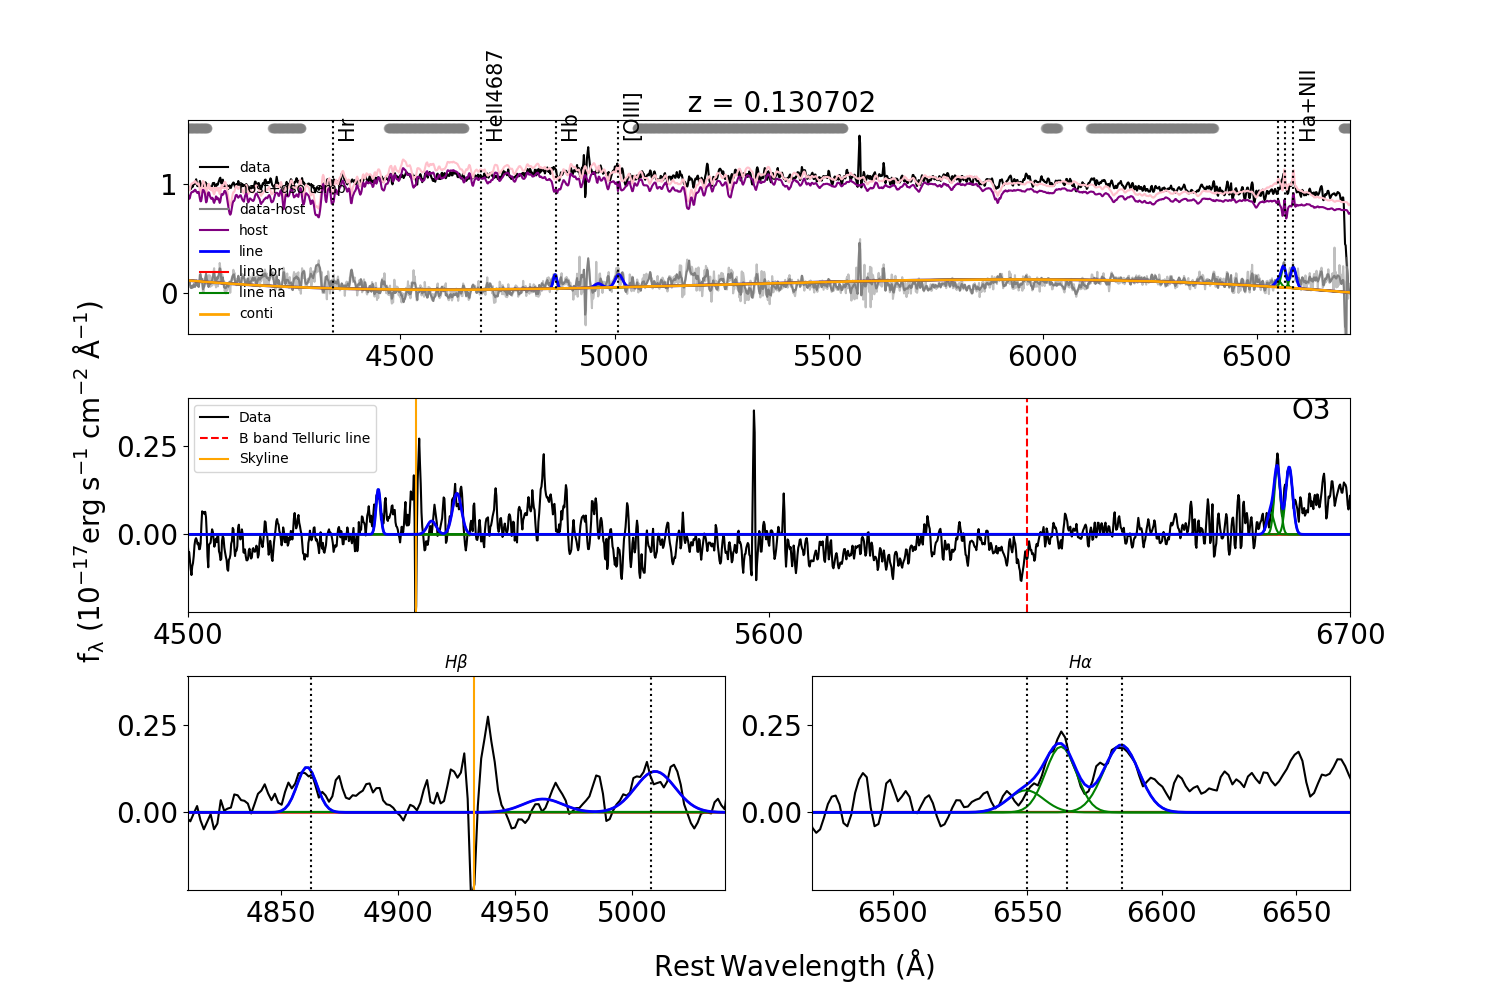 z = 0.130702
Hr
HeII4687
Hb
[OIII]
Ha+NII
data
host+qso temp
data-host
host
line
line br
line na
conti
1
0
4500
5000
5500
6000
6500
O3
Data
B band Telluric line
Skyline
0.25
0.00
4500
5600
6700
fλ (10⁻¹⁷erg s⁻¹ cm⁻² Å⁻¹)
Hβ
0.25
0.00
4850
4900
4950
5000
Hα
0.25
0.00
6500
6550
6600
6650
Rest Wavelength (Å)